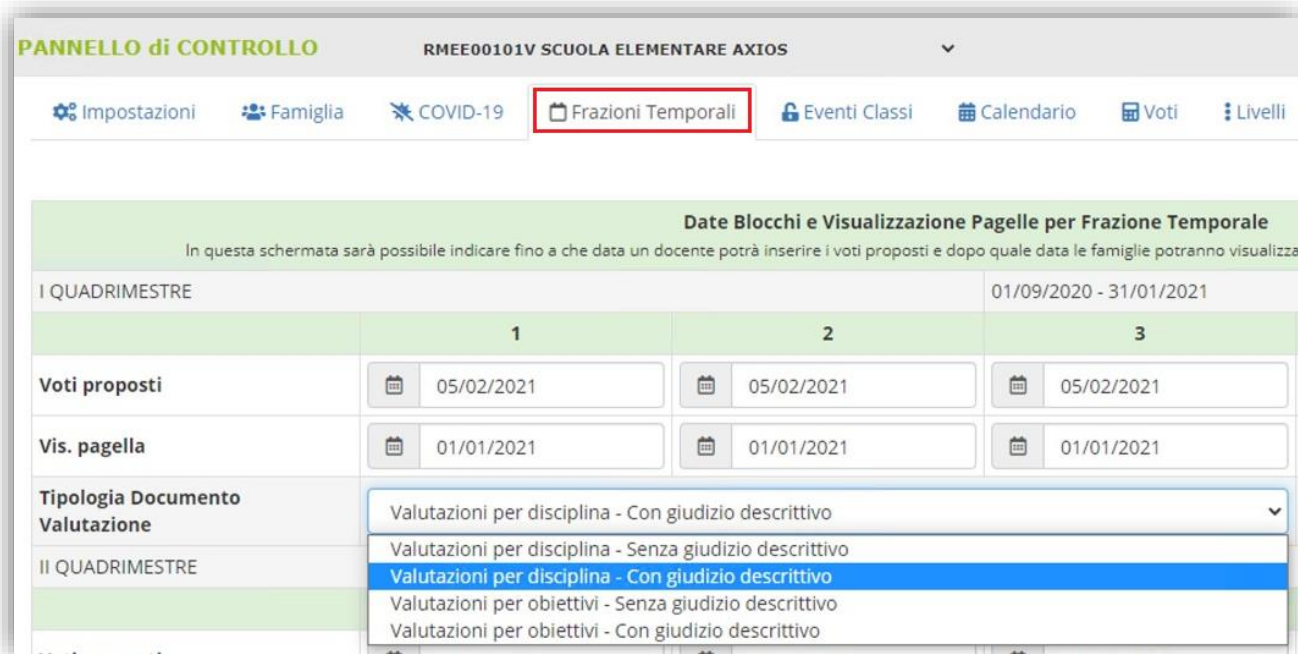 PANNELLO di CONTROLLO RMEE00101V SCUOLA ELEMENTARE AXIOS
Impostazioni Famiglia COVID-19 Frazioni Temporali Eventi Classi Calendario Voti Livelli
Date Blocchi e Visualizzazione Pagelle per Frazione Temporale
In questa schermata sarà possibile indicare fino a che data un docente potrà inserire i voti proposti e dopo quale data le famiglie potranno visualizza
I QUADRIMESTRE 01/09/2020 - 31/01/2021
1 2 3
Voti proposti 05/02/2021 05/02/2021 05/02/2021
Vis. pagella 01/01/2021 01/01/2021 01/01/2021
Tipologia Documento
Valutazione
Valutazioni per disciplina - Con giudizio descrittivo
Valutazioni per disciplina - Senza giudizio descrittivo
II QUADRIMESTRE
Valutazioni per disciplina - Con giudizio descrittivo
Valutazioni per obiettivi - Senza giudizio descrittivo
Valutazioni per obiettivi - Con giudizio descrittivo